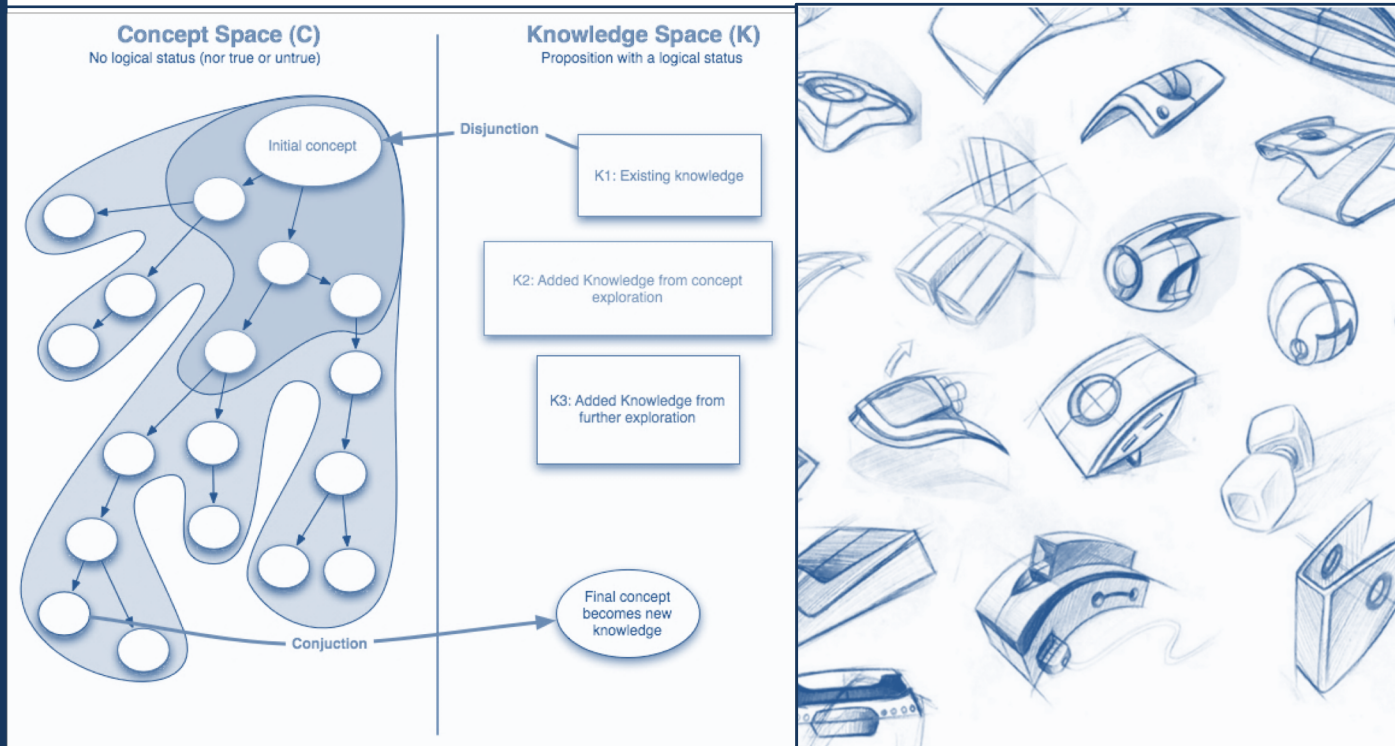 Concept Space (C)
No logical status (nor true or untrue)
Knowledge Space (K)
Proposition with a logical status
Initial concept
Disjunction
K1: Existing knowledge
K2: Added Knowledge from concept
exploration
K3: Added Knowledge from
further exploration
Final concept
becomes new
knowledge
Conjuction